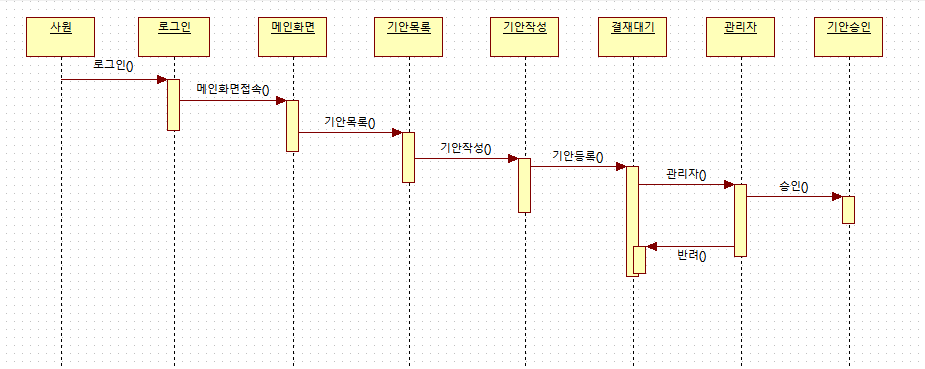 사원
로그인
메인화면
기안목록
기안작성
결재대기
관리자
기안승인
로그인()
메인화면접속()
기안목록()
기안작성()
기안등록()
관리자()
승인()
반려()